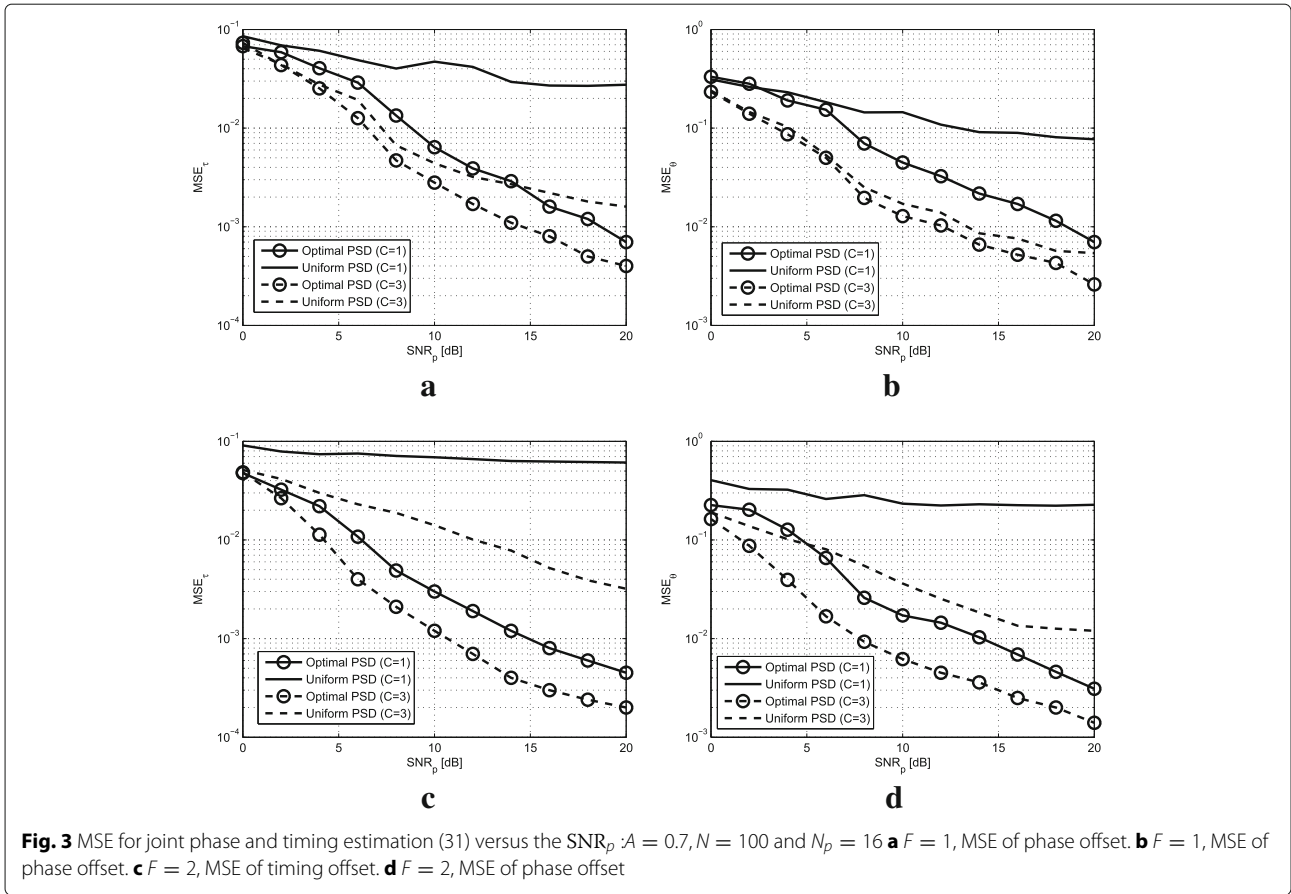 10⁻¹
10⁻²
10⁻³
10⁻⁴
MSE_τ
0 5 10 15 20
SNR_p [dB]
Optimal PSD (C=1)
Uniform PSD (C=1)
Optimal PSD (C=3)
Uniform PSD (C=3)
a
10⁰
10⁻¹
10⁻²
10⁻³
MSE_θ
0 5 10 15 20
SNR_p [dB]
Optimal PSD (C=1)
Uniform PSD (C=1)
Optimal PSD (C=3)
Uniform PSD (C=3)
b
10⁻¹
10⁻²
10⁻³
10⁻⁴
MSE_τ
0 5 10 15 20
SNR_p [dB]
Optimal PSD (C=1)
Uniform PSD (C=1)
Optimal PSD (C=3)
Uniform PSD (C=3)
c
10⁰
10⁻¹
10⁻²
10⁻³
MSE_θ
0 5 10 15 20
SNR_p [dB]
Optimal PSD (C=1)
Uniform PSD (C=1)
Optimal PSD (C=3)
Uniform PSD (C=3)
d
Fig. 3 MSE for joint phase and timing estimation (31) versus the SNR_p :A = 0.7, N = 100 and N_p = 16 a F = 1, MSE of phase offset. b F = 1, MSE of
phase offset. c F = 2, MSE of timing offset. d F = 2, MSE of phase offset